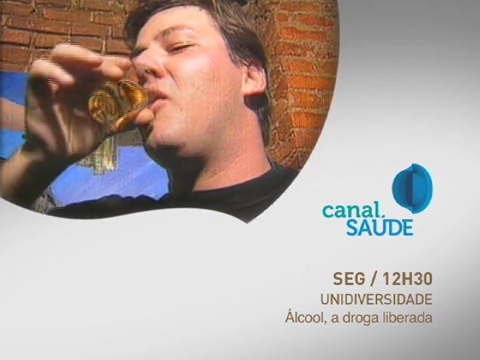 canal
SAÚDE
SEG / 12H30
UNIDIVERSIDADE
Álcool, a droga liberada